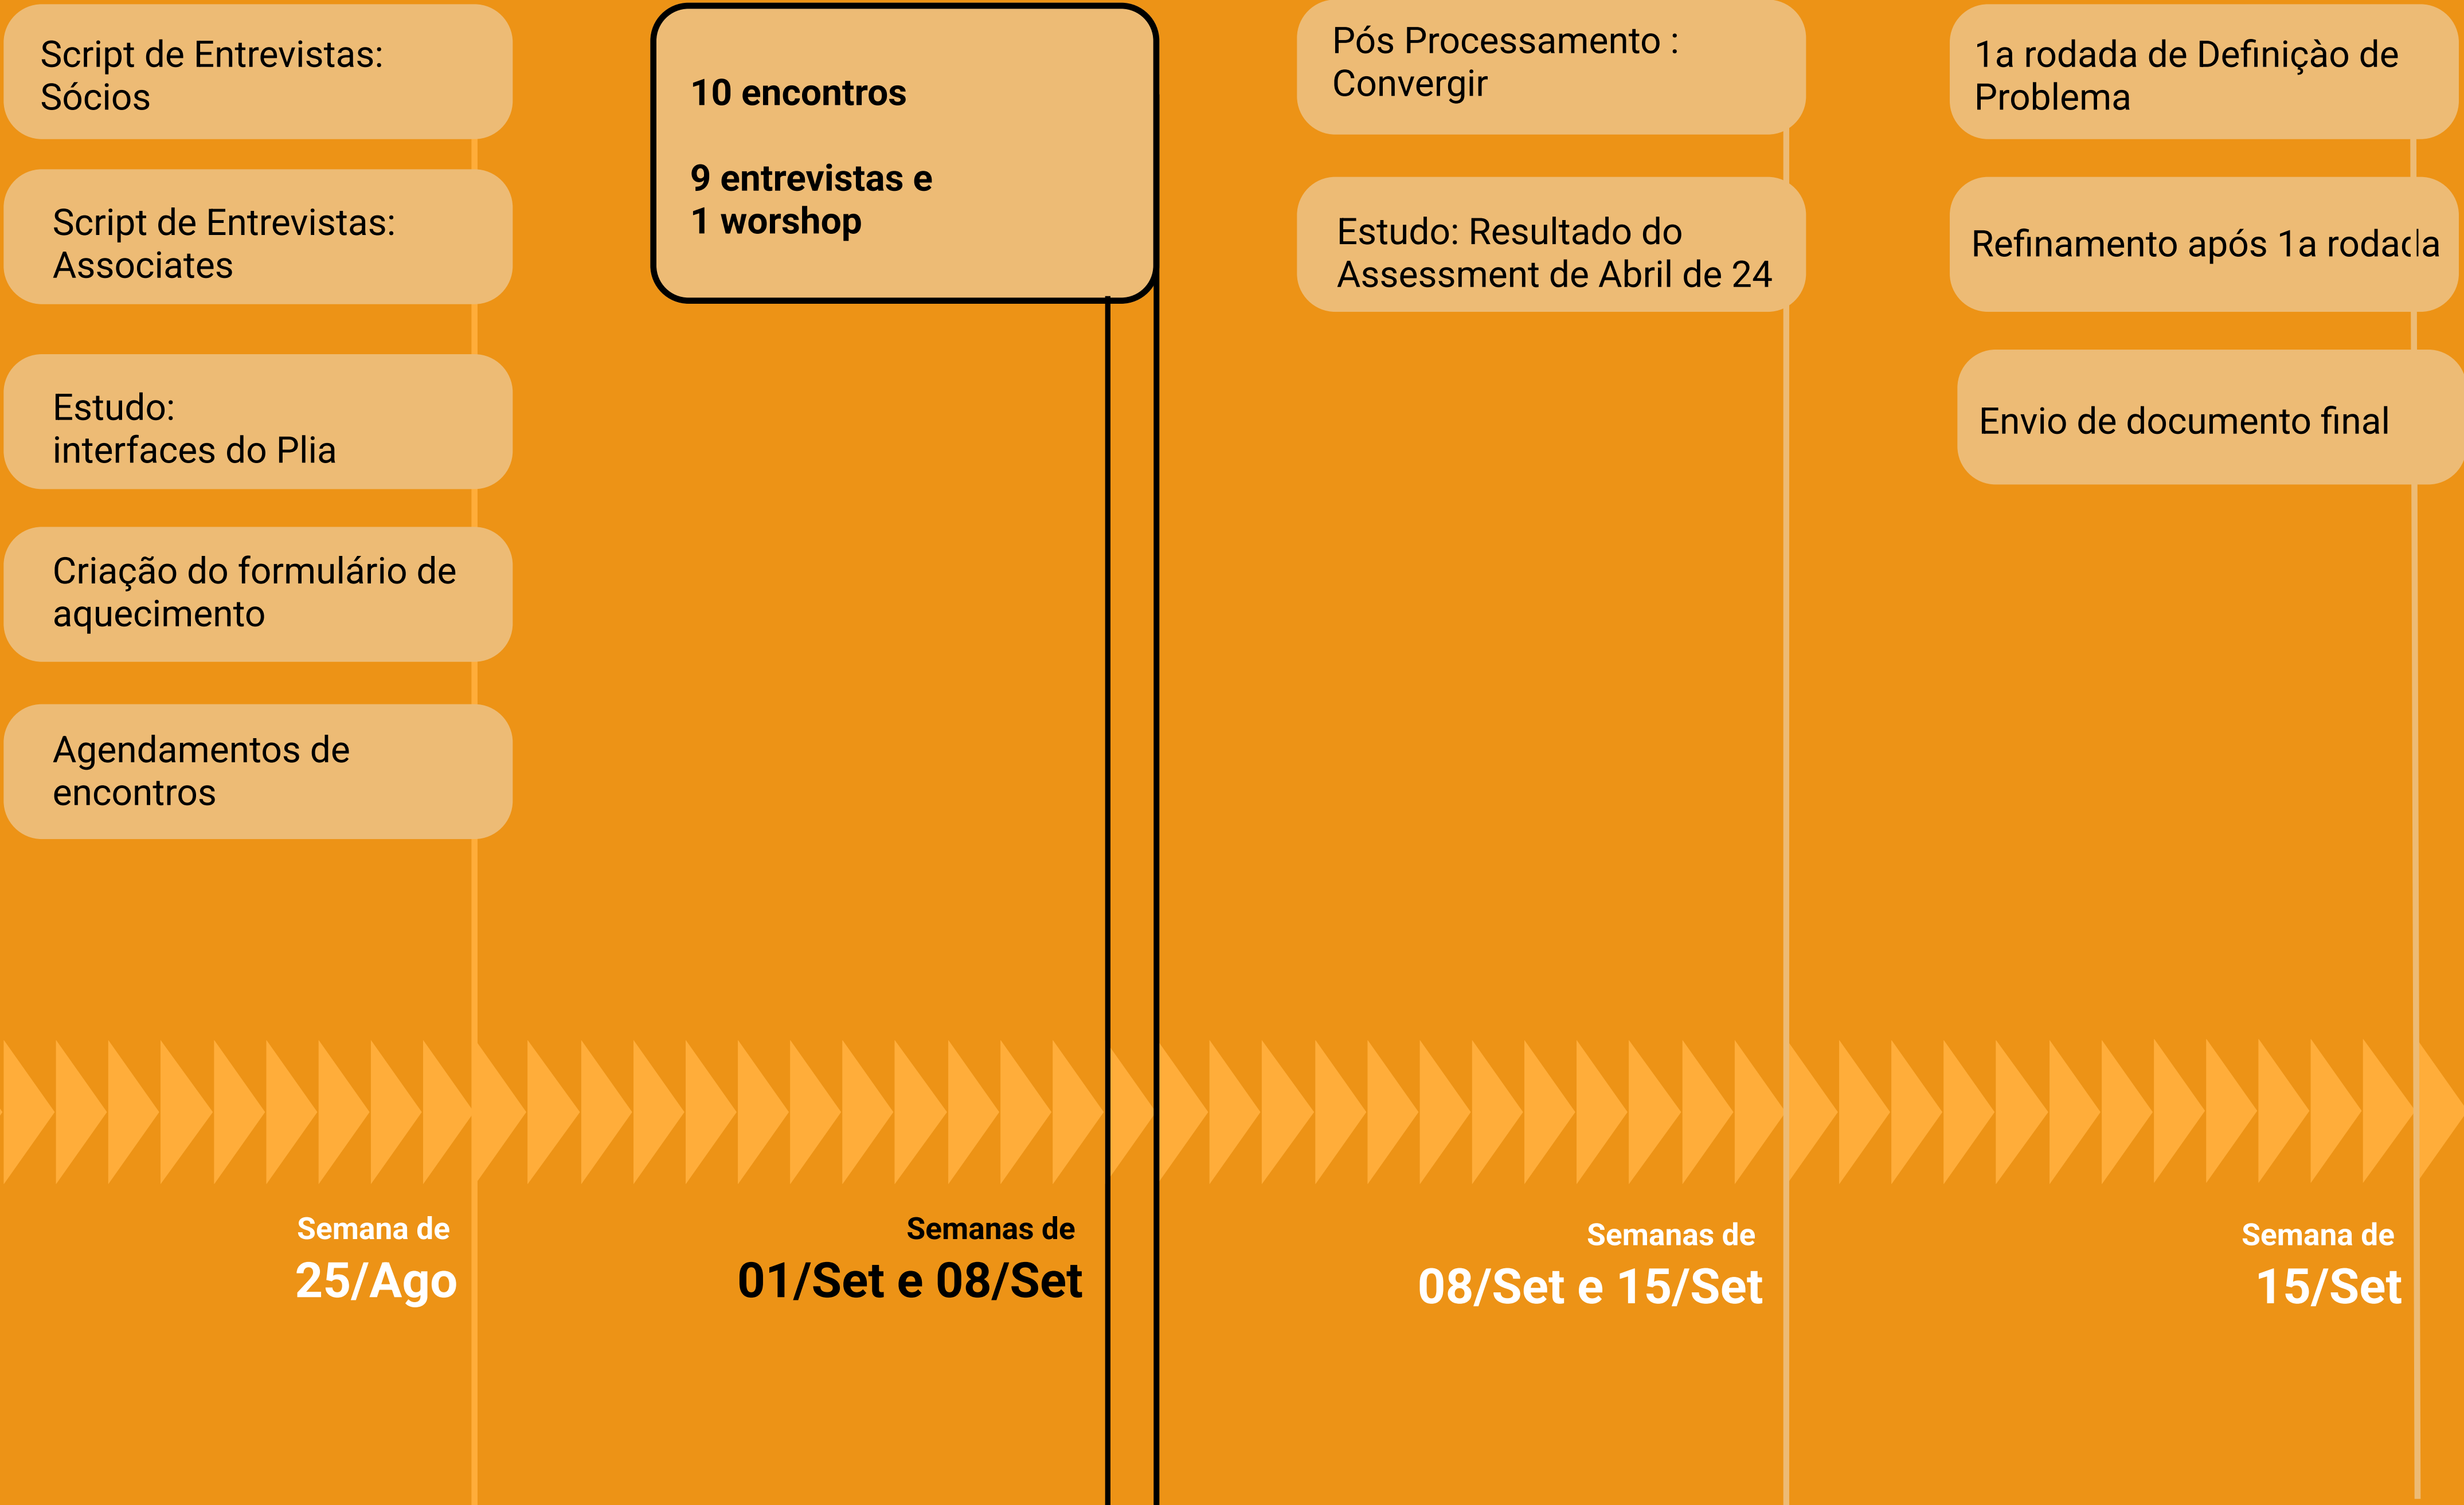 Script de Entrevistas:
Sócios
Script de Entrevistas:
Associates
Estudo:
interfaces do Plia
Criação do formulário de
aquecimento
Agendamentos de
encontros
10 encontros
9 entrevistas e
1 worshop
Pós Processamento :
Convergir
Estudo: Resultado do
Assessment de Abril de 24
1a rodada de Definiçào de
Problema
Refinamento após 1a rodada
Envio de documento final
Semana de
25/Ago
Semanas de
01/Set e 08/Set
Semanas de
08/Set e 15/Set
Semana de
15/Set